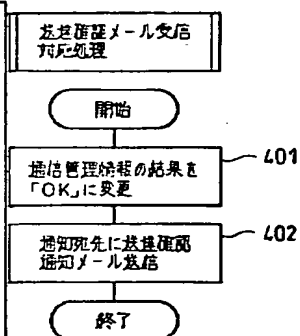 送達確証メール受信
対応処理
開始
通信管理情報の結果を
「OK」に変更
401
通知宛先に送達確認
通知メール送信
402
終了